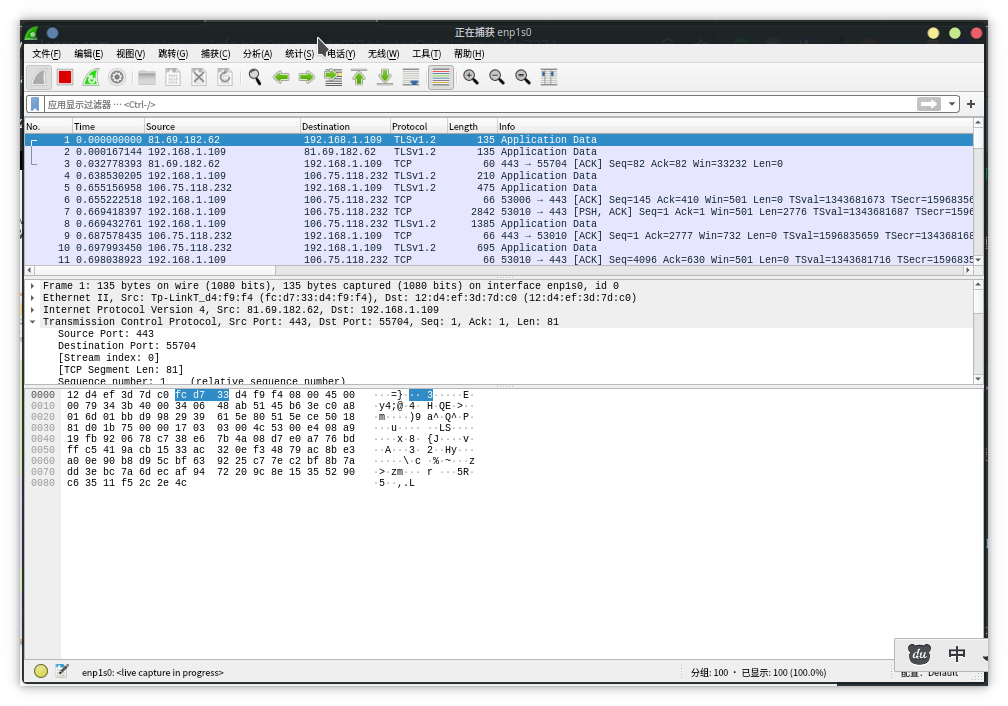 正在捕获 enp1s0
文件(F) 编辑(E) 视图(V) 跳转(G) 捕获(C) 分析(A) 统计(S) 电话(Y) 无线(W) 工具(T) 帮助(H)
应用显示过滤器 … <Ctrl-/>
No. Time Source Destination Protocol Length Info
1 0.000000000 81.69.182.62 192.168.1.109 TLSv1.2 135 Application Data
2 0.000167144 192.168.1.109 81.69.182.62 TLSv1.2 135 Application Data
3 0.032778393 81.69.182.62 192.168.1.109 TCP 60 443 → 55704 [ACK] Seq=82 Ack=82 Win=33232 Len=0
4 0.638530205 192.168.1.109 106.75.118.232 TLSv1.2 210 Application Data
5 0.655156958 106.75.118.232 192.168.1.109 TLSv1.2 475 Application Data
6 0.655222518 192.168.1.109 106.75.118.232 TCP 66 53006 → 443 [ACK] Seq=145 Ack=410 Win=501 Len=0 TSval=1343681673 TSecr=15968356
7 0.669418397 192.168.1.109 106.75.118.232 TCP 2842 53010 → 443 [PSH, ACK] Seq=1 Ack=1 Win=501 Len=2776 TSval=1343681687 TSecr=1596
8 0.669432761 192.168.1.109 106.75.118.232 TLSv1.2 1385 Application Data
9 0.687578435 106.75.118.232 192.168.1.109 TCP 66 443 → 53010 [ACK] Seq=1 Ack=2777 Win=732 Len=0 TSval=1596835659 TSecr=134368168
10 0.697993450 106.75.118.232 192.168.1.109 TLSv1.2 695 Application Data
11 0.698038923 192.168.1.109 106.75.118.232 TCP 66 53010 → 443 [ACK] Seq=4096 Ack=630 Win=501 Len=0 TSval=1343681716 TSecr=1596835
Frame 1: 135 bytes on wire (1080 bits), 135 bytes captured (1080 bits) on interface enp1s0, id 0
Ethernet II, Src: Tp-LinkT_d4:f9:f4 (fc:d7:33:d4:f9:f4), Dst: 12:d4:ef:3d:7d:c0 (12:d4:ef:3d:7d:c0)
Internet Protocol Version 4, Src: 81.69.182.62, Dst: 192.168.1.109
Transmission Control Protocol, Src Port: 443, Dst Port: 55704, Seq: 1, Ack: 1, Len: 81
Source Port: 443
Destination Port: 55704
[Stream index: 0]
[TCP Segment Len: 81]
Sequence number: 1 (relative sequence number)
0000 12 d4 ef 3d 7d c0 fc d7 33 d4 f9 f4 08 00 45 00 ···=}· ·· 3·····E·
0010 00 79 34 3b 40 00 34 06 48 ab 51 45 b6 3e c0 a8 ·y4;@·4· H·QE·>··
0020 01 6d 01 bb d9 98 29 39 61 5e 80 51 5e ce 50 18 ·m····)9 a^·Q^·P·
0030 81 d0 1b 75 00 00 17 03 03 00 4c 53 00 e4 08 a9 ···u···· ··LS····
0040 19 fb 92 06 78 c7 38 e6 7b 4a 08 d7 e0 a7 76 bd ····x·8· {J····v·
0050 ff c5 41 9a cb 15 33 ac 32 0e f3 48 79 ac 8b e3 ··A···3· 2··Hy···
0060 a0 0e 90 b8 d9 5c bf 63 92 25 c7 7e c2 bf 8b 7a ·····\·c ·%·~···z
0070 dd 3e bc 7a 6d ec af 94 72 20 9c 8e 15 35 52 90 ·>·zm··· r ···5R·
0080 c6 35 11 f5 2c 2e 4c ·5··,.L
enp1s0: <live capture in progress> 分组: 100 · 已显示: 100 (100.0%) 配置: Default
du 中